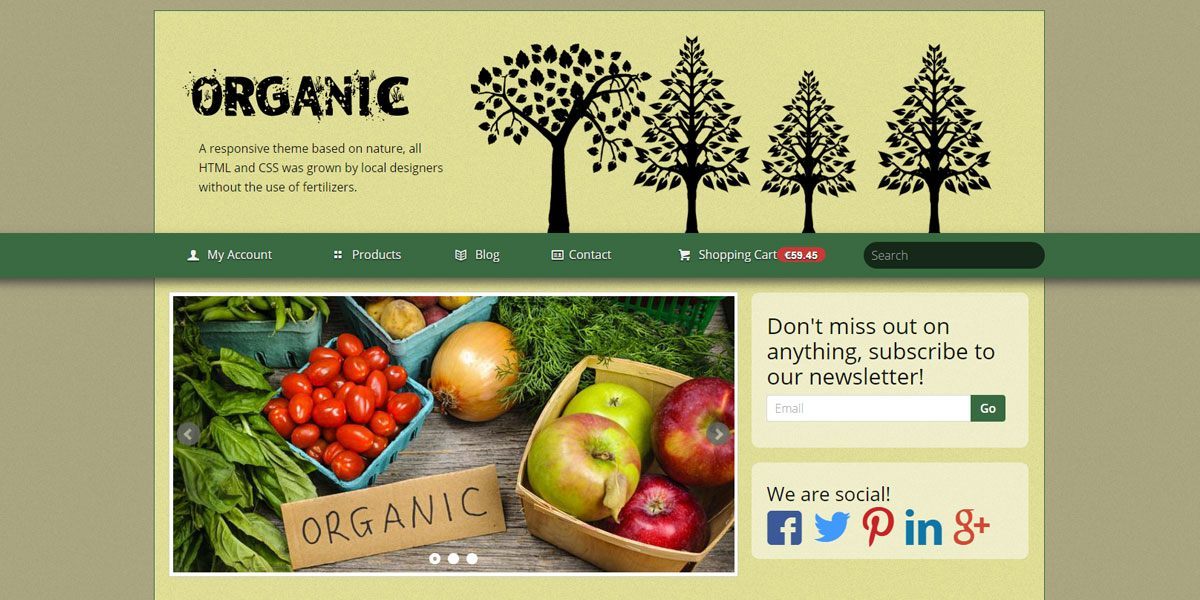 ORGANIC
A responsive theme based on nature, all
HTML and CSS was grown by local designers
without the use of fertilizers.
My Account Products Blog Contact Shopping Cart €59.45 Search
ORGANIC
Don't miss out on
anything, subscribe to
our newsletter!
Email Go
We are social!